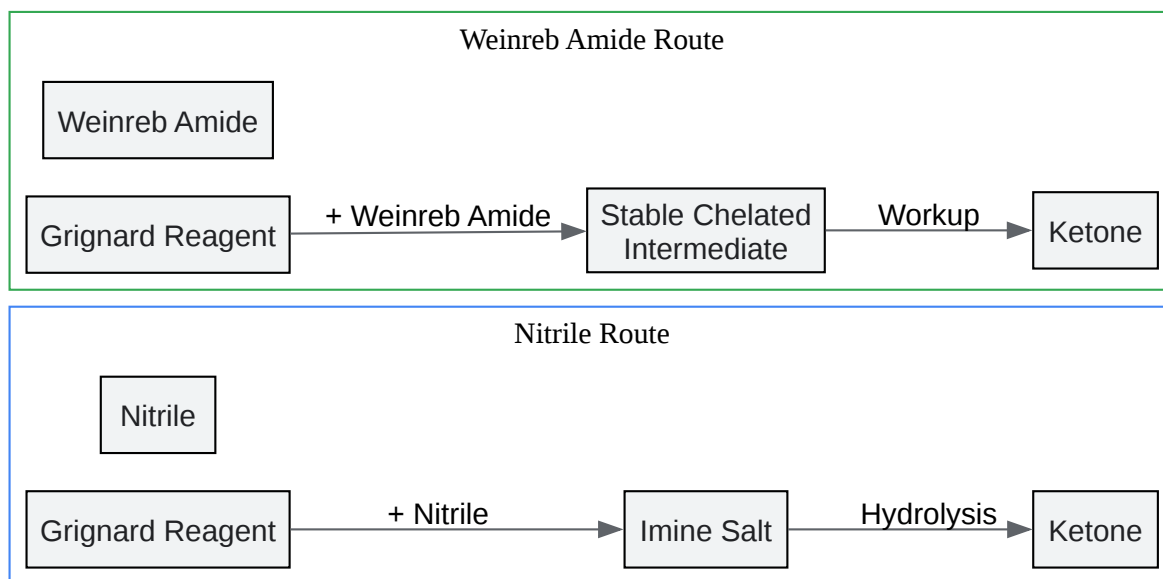 Weinreb Amide Route
Weinreb Amide
Grignard Reagent
+ Weinreb Amide
Stable Chelated
Intermediate
Workup
Ketone
Nitrile Route
Nitrile
Grignard Reagent
+ Nitrile
Imine Salt
Hydrolysis
Ketone